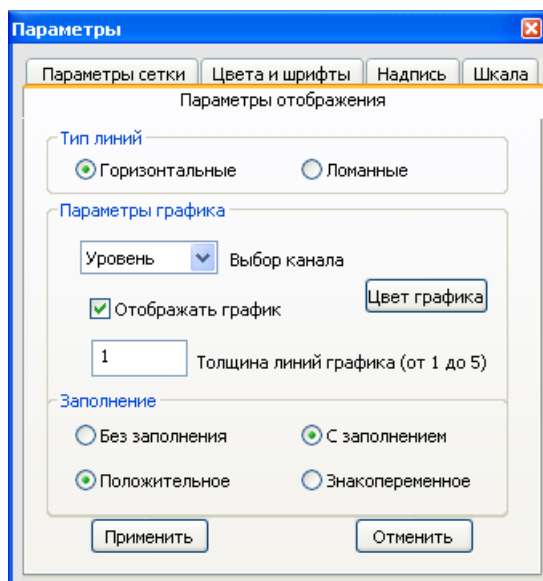 Параметры
Параметры сетки Цвета и шрифты Надпись Шкала
Параметры отображения
Тип линий
Горизонтальные Ломанные
Параметры графика
Уровень Выбор канала
Цвет графика
Отображать график
1 Толщина линий графика (от 1 до 5)
Заполнение
Без заполнения С заполнением
Положительное Знакопеременное
Применить Отменить